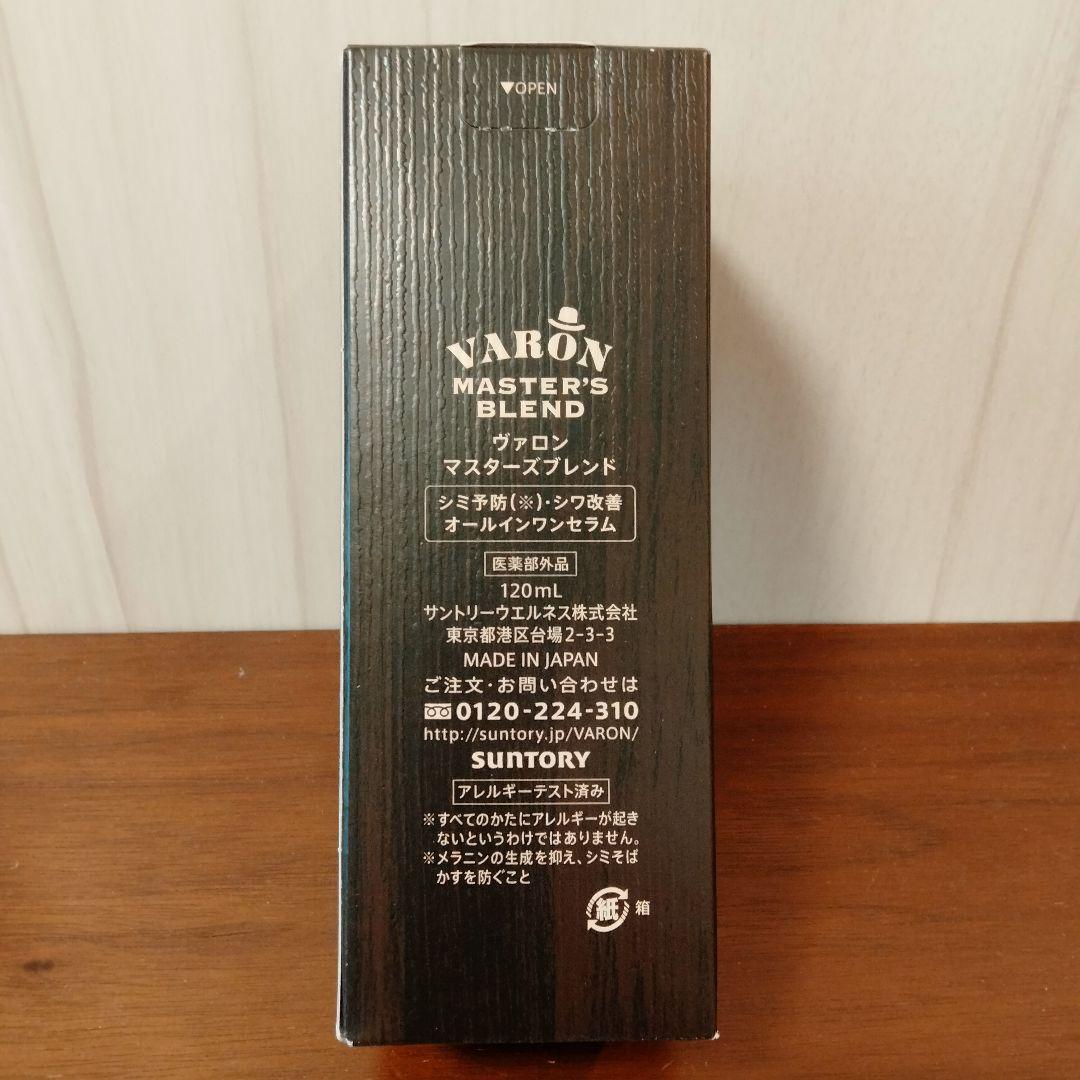 ▼OPEN
VARON
MASTER'S
BLEND
ヴァロン
マスターズブレンド
シミ予防(※)・シワ改善
オールインワンセラム
医薬部外品
120mL
サントリーウエルネス株式会社
東京都港区台場2-3-3
MADE IN JAPAN
ご注文・お問い合わせは
0120-224-310
http://suntory.jp/VARON/
SUNTORY
アレルギーテスト済み
※すべてのかたにアレルギーが起き
ないというわけではありません。
※メラニンの生成を抑え、シミそば
かすを防ぐこと
紙 箱